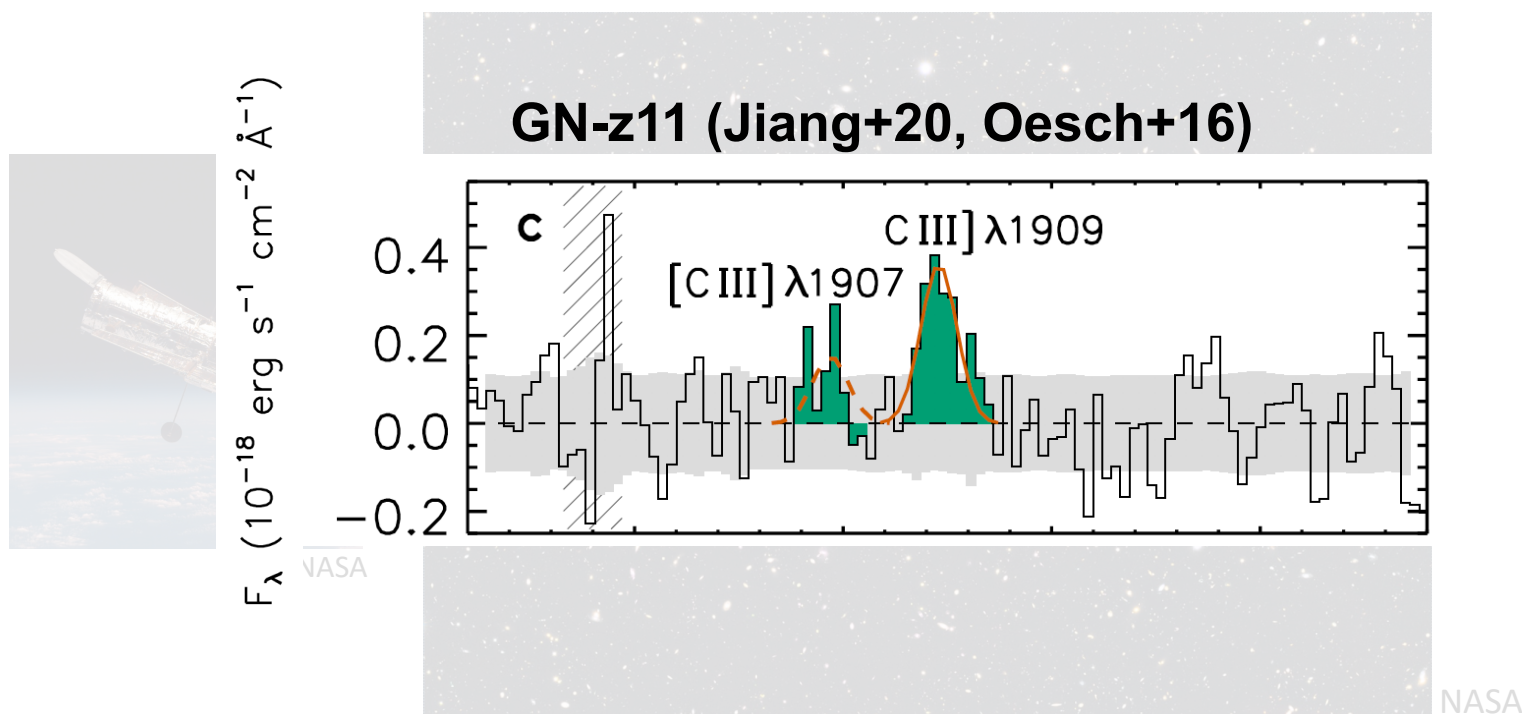 GN-z11 (Jiang+20, Oesch+16)
F_λ (10⁻¹⁸ erg s⁻¹ cm⁻² Å⁻¹)
c
C III] λ1909
[C III] λ1907
0.4
0.2
0.0
−0.2
NASA
NASA